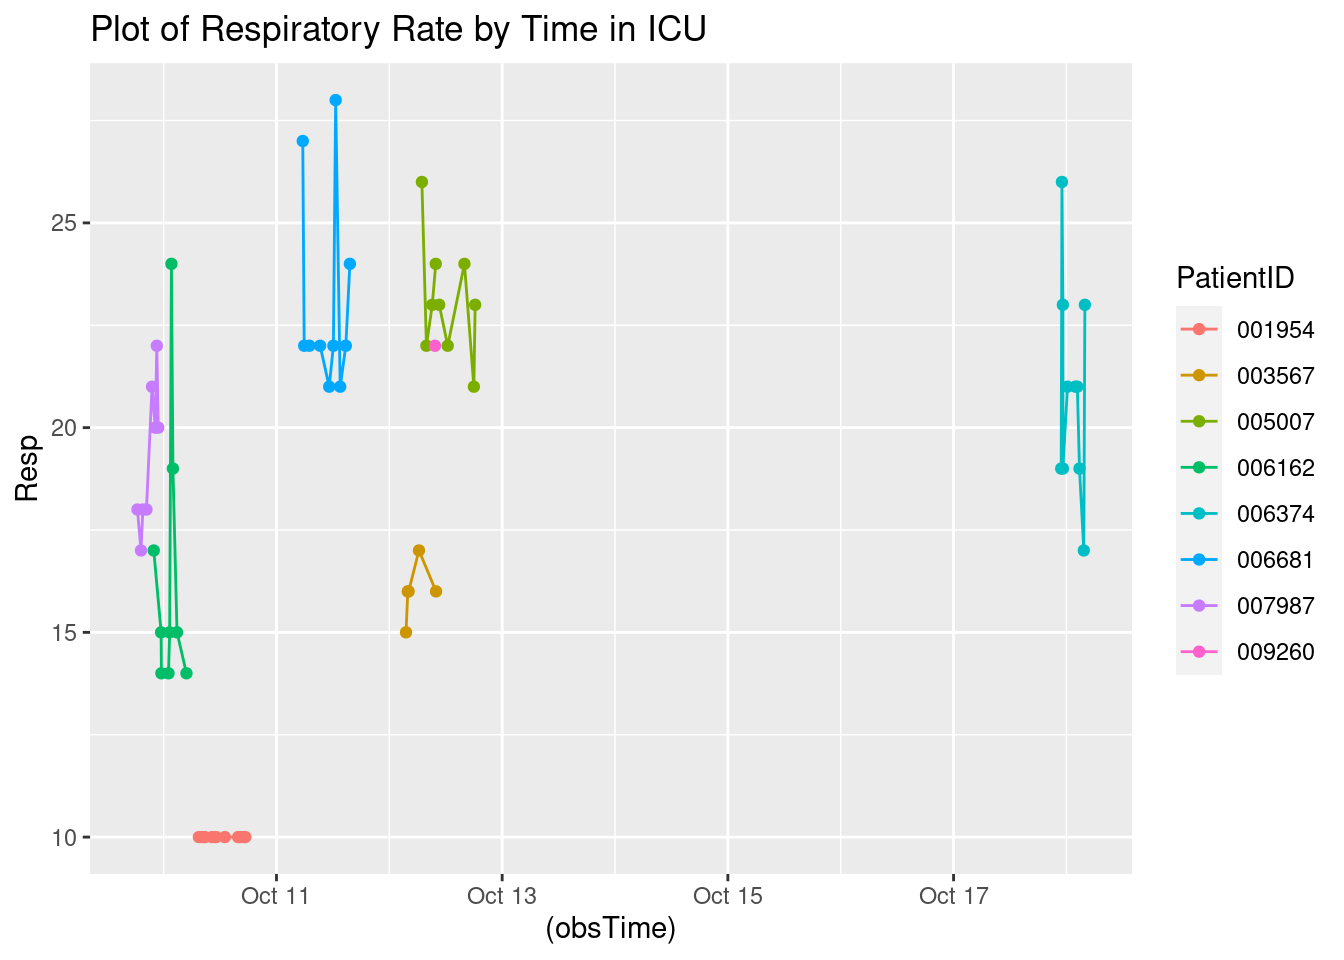 Plot of Respiratory Rate by Time in ICU
25
20
15
10
Resp
Oct 11
Oct 13
Oct 15
Oct 17
(obsTime)
PatientID
001954
003567
005007
006162
006374
006681
007987
009260